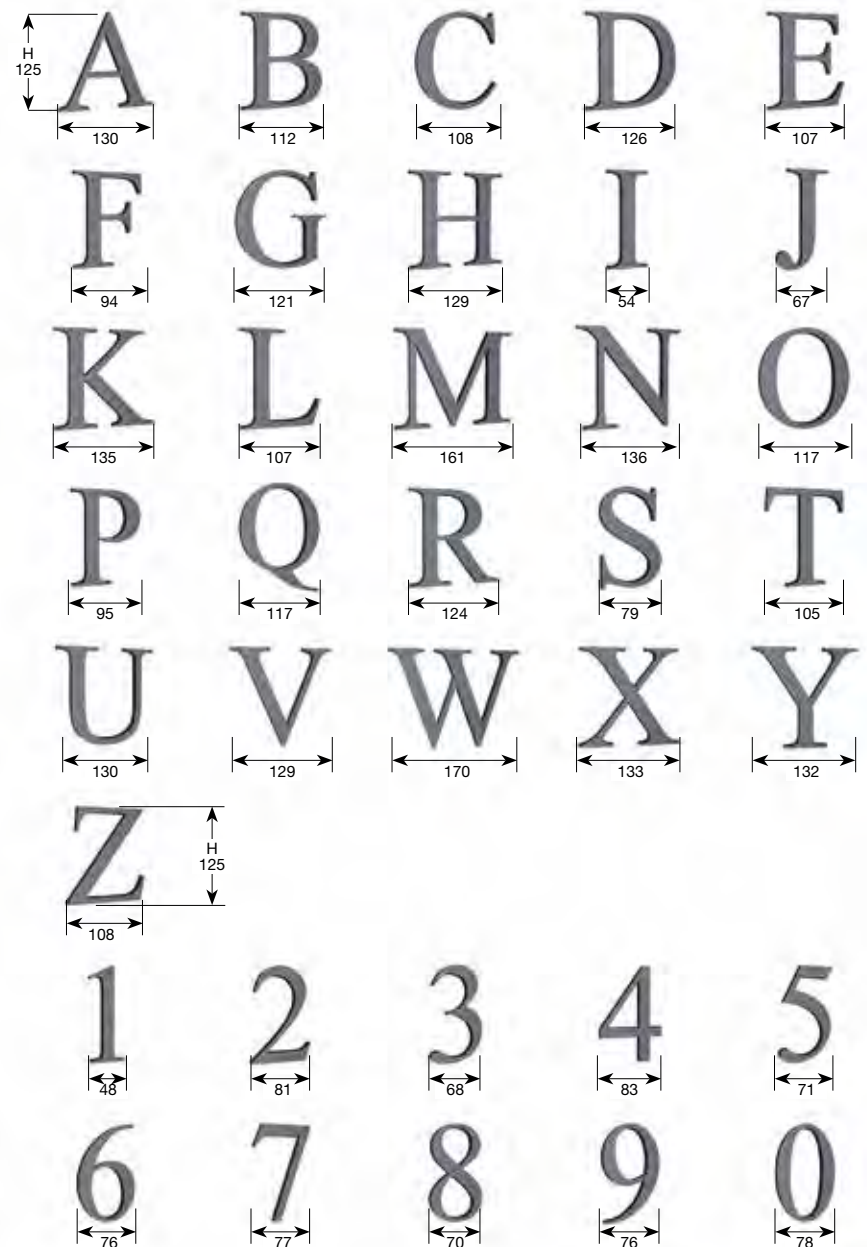 A B C D E
H
125
130 112 108 126 107
F G H I J
94 121 129 54 67
K L M N O
135 107 161 136 117
P Q R S T
95 117 124 79 105
U V W X Y
130 129 170 133 132
Z
H
125
108
1 2 3 4 5
48 81 68 83 71
6 7 8 9 0
76 77 70 76 78